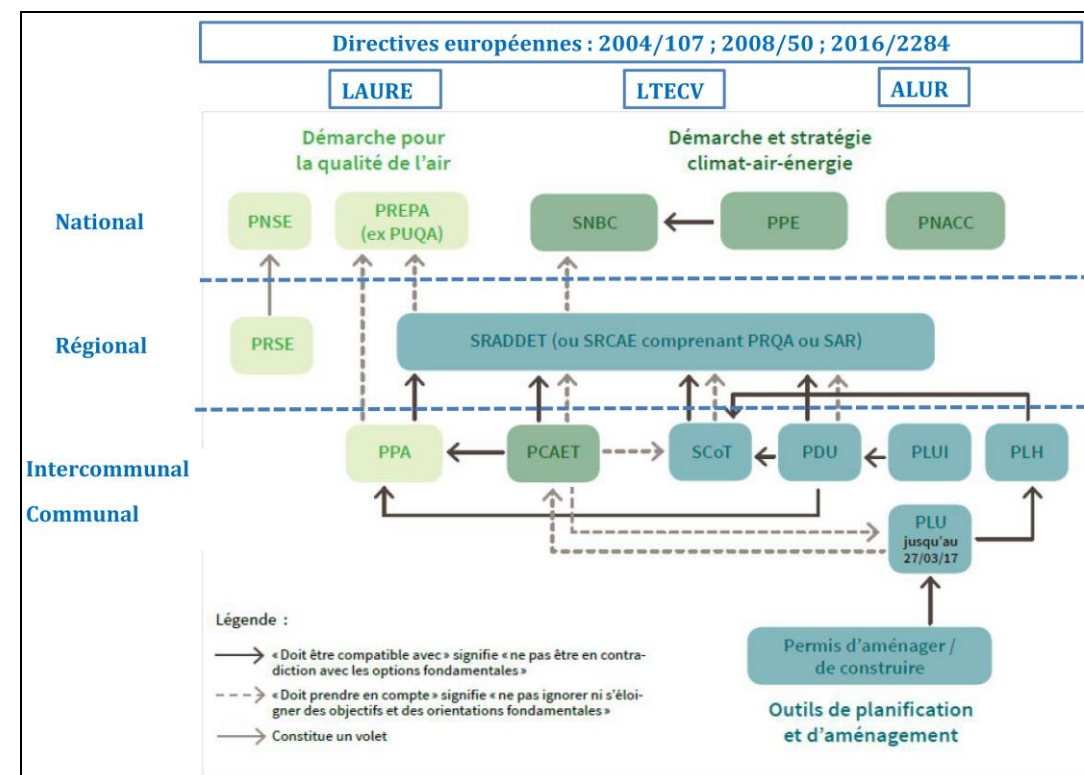 Directives européennes : 2004/107 ; 2008/50 ; 2016/2284
LAURE
LTECV
ALUR
Démarche pour
la qualité de l'air
Démarche et stratégie
climat-air-énergie
National
PNSE
PREPA
(ex PUQA)
SNBC
PPE
PNACC
Régional
PRSE
SRADDET (ou SRCAE comprenant PRQA ou SAR)
Intercommunal
Communal
PPA
PCAET
SCoT
PDU
PLUI
PLH
PLU
jusqu'au
27/03/17
Légende :
« Doit être compatible avec » signifie « ne pas être en contra-
diction avec les options fondamentales »
« Doit prendre en compte » signifie « ne pas ignorer ni s'éloi-
gner des objectifs et des orientations fondamentales »
Constitue un volet
Permis d'aménager /
de construire
Outils de planification
et d'aménagement